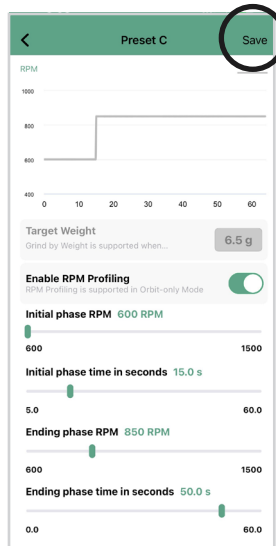 Preset C
Save
RPM
1000
800
600
400
0 10 20 30 40 50 60
Target Weight
Grind by Weight is supported when...
6.5 g
Enable RPM Profiling
RPM Profiling is supported in Orbit-only Mode
Initial phase RPM 600 RPM
600 1500
Initial phase time in seconds 15.0 s
5.0 60.0
Ending phase RPM 850 RPM
600 1500
Ending phase time in seconds 50.0 s
0.0 60.0